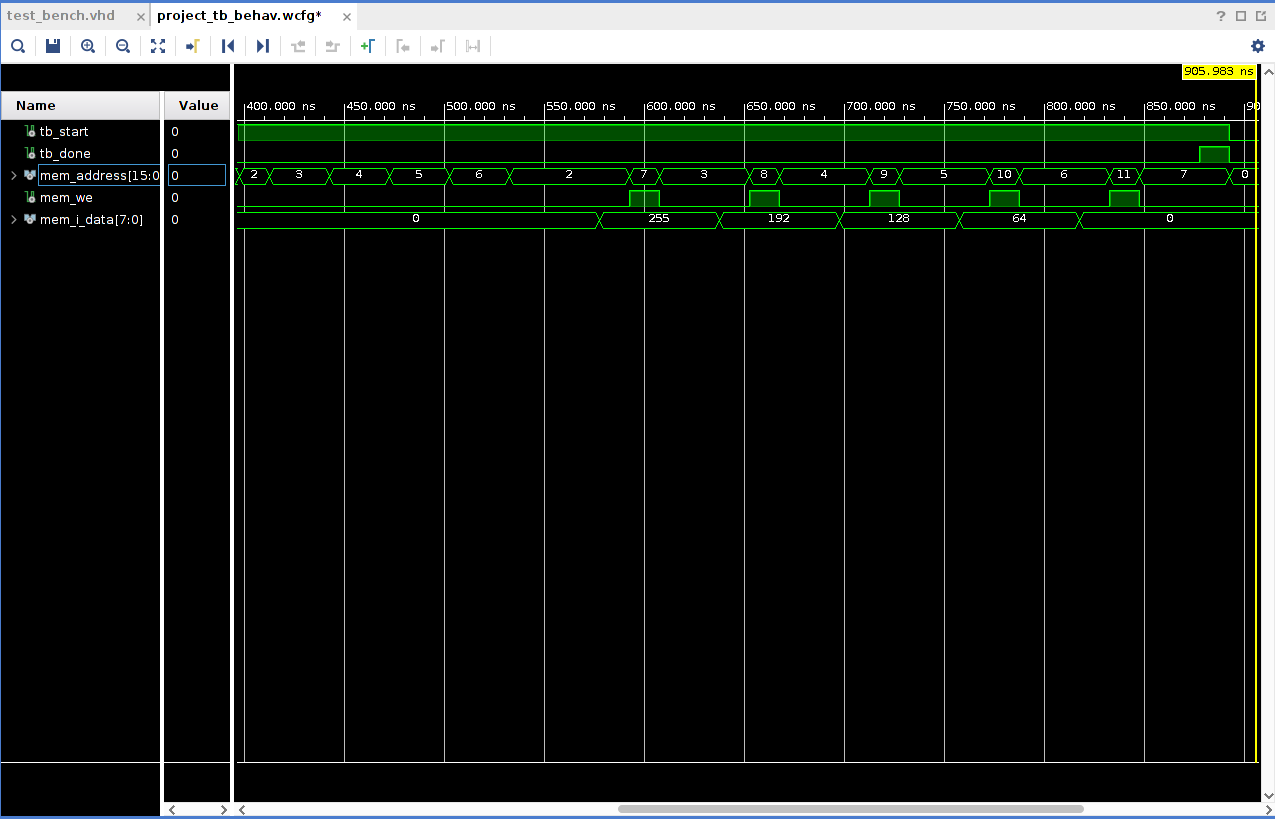 test_bench.vhd × project_tb_behav.wcfg* ×
?
905.983 ns
Name Value 400.000 ns 450.000 ns 500.000 ns 550.000 ns 600.000 ns 650.000 ns 700.000 ns 750.000 ns 800.000 ns 850.000 ns 90
tb_start 0
tb_done 0
mem_address[15:0 0 2 3 4 5 6 2 7 3 8 4 9 5 10 6 11 7 0
mem_we 0
mem_i_data[7:0] 0 0 255 192 128 64 0